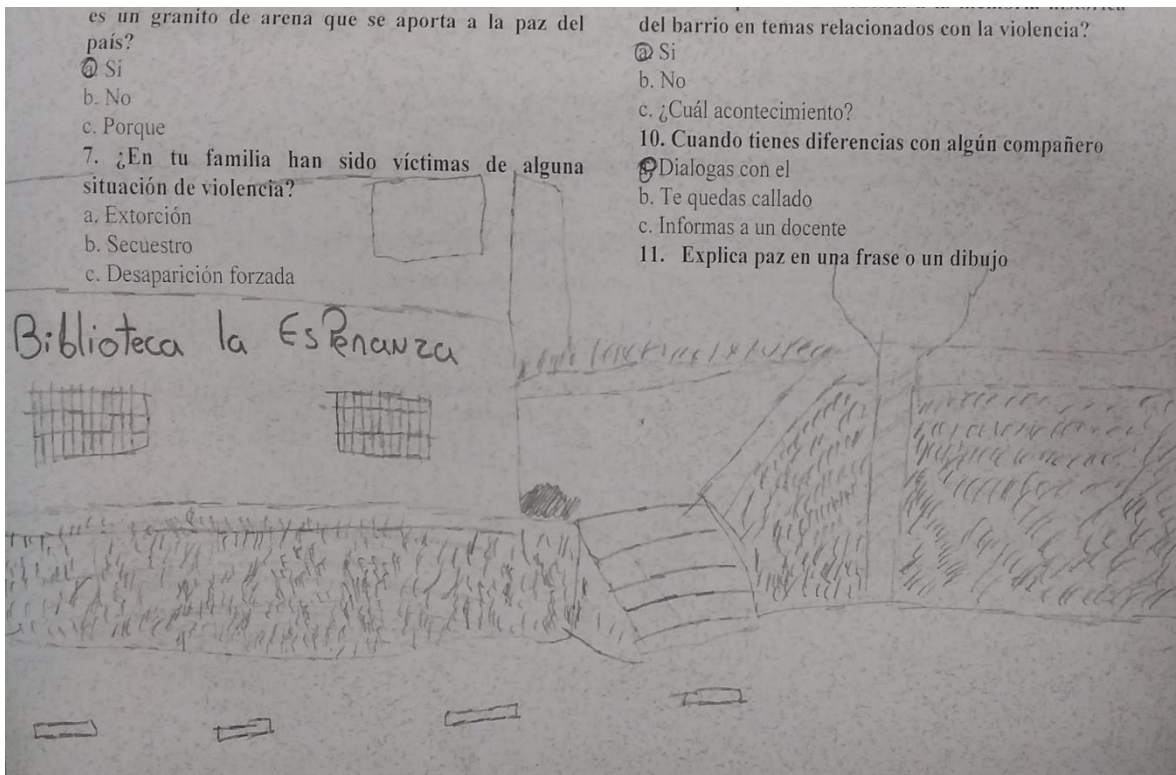 es un granito de arena que se aporta a la paz del
país?
a Si
b. No
c. Porque
7. ¿En tu familia han sido víctimas de alguna
situación de violencia?
a. Extorción
b. Secuestro
c. Desaparición forzada
del barrio en temas relacionados con la violencia?
a Si
b. No
c. ¿Cuál acontecimiento?
10. Cuando tienes diferencias con algún compañero
Dialogas con el
b. Te quedas callado
c. Informas a un docente
11. Explica paz en una frase o un dibujo
Biblioteca la Esperanza